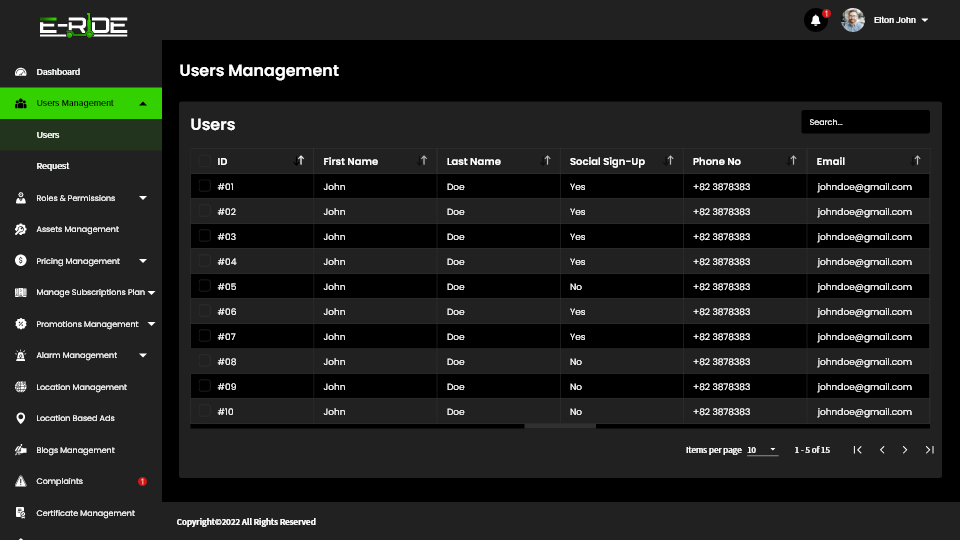 E-RIDE
1
Elton John
Dashboard
Users Management
Users
Request
Roles & Permissions
Assets Management
Pricing Management
Manage Subscriptions Plan
Promotions Management
Alarm Management
Location Management
Location Based Ads
Blogs Management
Complaints 1
Certificate Management
Users Management
Users
Search...
ID First Name Last Name Social Sign-Up Phone No Email
#01 John Doe Yes +82 3878383 johndoe@gmail.com
#02 John Doe Yes +82 3878383 johndoe@gmail.com
#03 John Doe Yes +82 3878383 johndoe@gmail.com
#04 John Doe Yes +82 3878383 johndoe@gmail.com
#05 John Doe No +82 3878383 johndoe@gmail.com
#06 John Doe Yes +82 3878383 johndoe@gmail.com
#07 John Doe Yes +82 3878383 johndoe@gmail.com
#08 John Doe No +82 3878383 johndoe@gmail.com
#09 John Doe No +82 3878383 johndoe@gmail.com
#10 John Doe No +82 3878383 johndoe@gmail.com
Items per page 10 1 - 5 of 15
Copyright©2022 All Rights Reserved